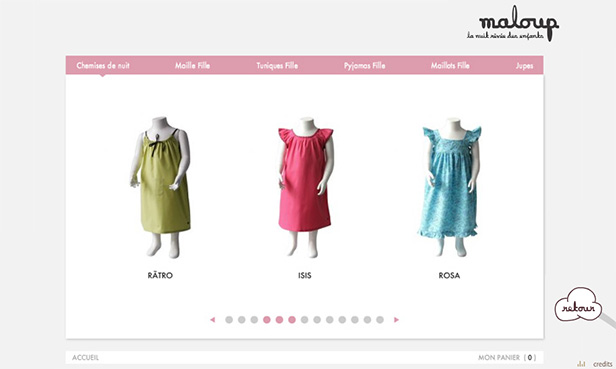 maloup
la nuit rêvée des enfants
Chemises de nuit Maille Fille Tuniques Fille Pyjamas Fille Maillots Fille Jupes
RÄTRO ISIS ROSA
retour
ACCUEIL MON PANIER ( 0 )
credits